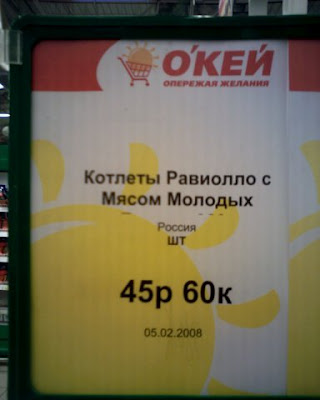 О'КЕЙ
ОПЕРЕЖАЯ ЖЕЛАНИЯ
Котлеты Равиолло с
Мясом Молодых
Россия
ШТ
45р 60к
05.02.2008